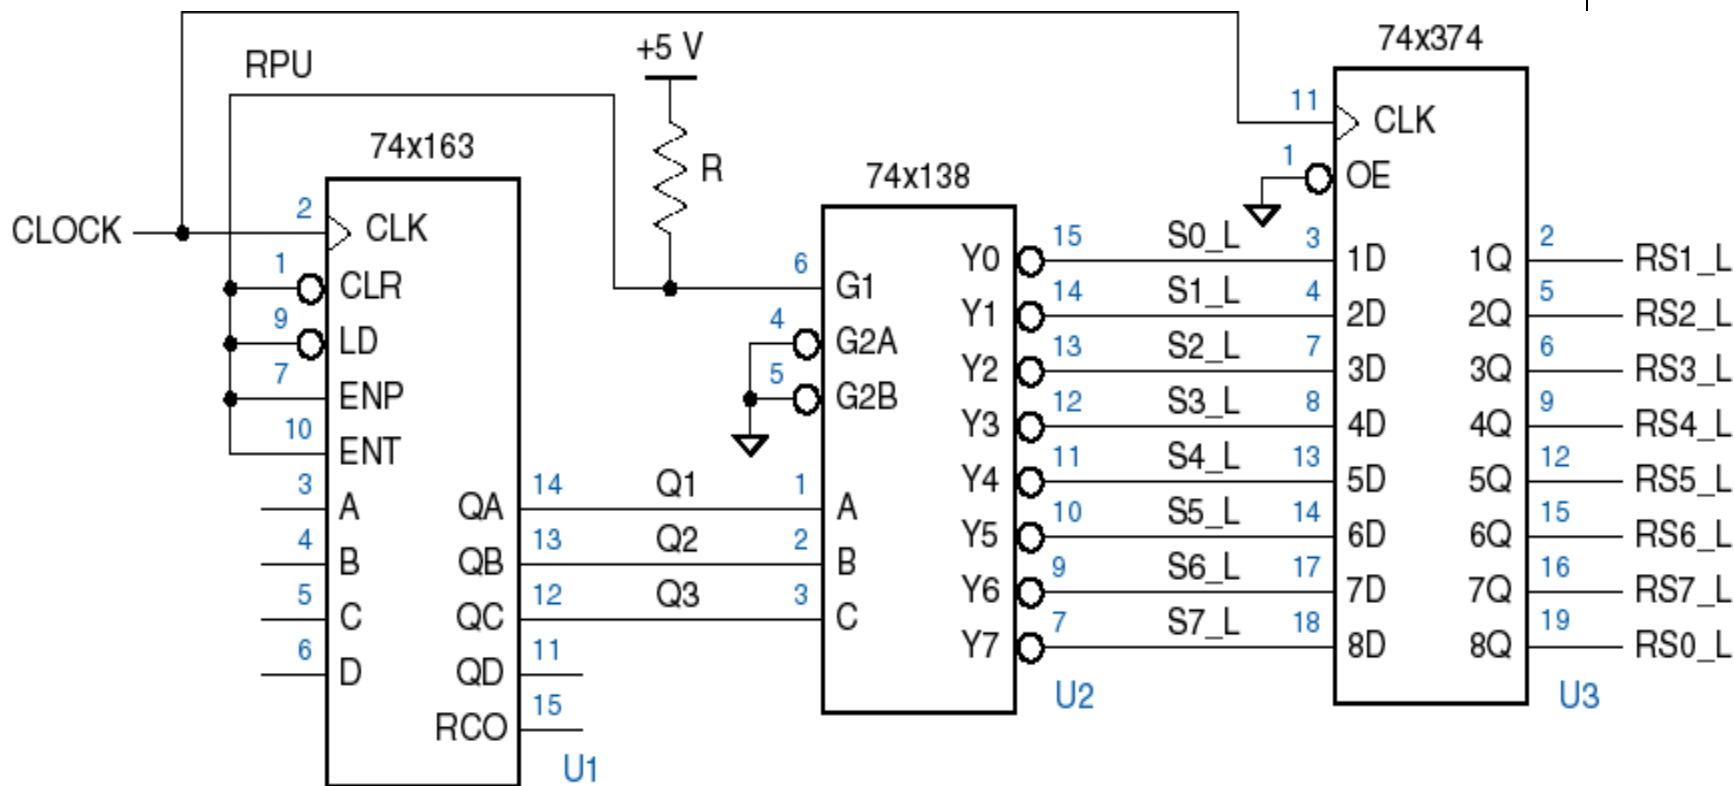 74x374
+5 V
RPU
11 CLK
74x163
1 OE
R
74x138
2 CLK
CLOCK
15 S0_L 3 1D 1Q 2 RS1_L
Y0
1 CLR
6 G1
14 S1_L 4 2D 2Q 5 RS2_L
Y1
9 LD
4 G2A
13 S2_L 7 3D 3Q 6 RS3_L
Y2
7 ENP
5 G2B
12 S3_L 8 4D 4Q 9 RS4_L
Y3
10 ENT
11 S4_L 13 5D 5Q 12 RS5_L
Y4
3 A QA 14 Q1 1 A
10 S5_L 14 6D 6Q 15 RS6_L
Y5
4 B QB 13 Q2 2 B
9 S6_L 17 7D 7Q 16 RS7_L
Y6
5 C QC 12 Q3 3 C
7 S7_L 18 8D 8Q 19 RS0_L
Y7
6 D QD 11
RCO 15
U2
U3
U1